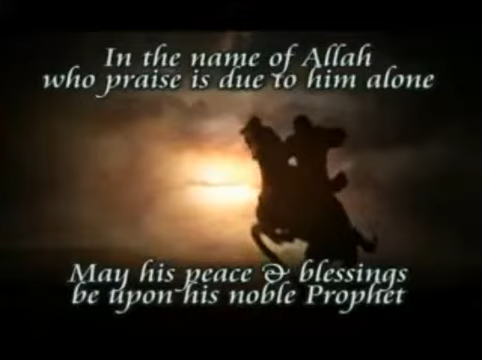 In the name of Allah
who praise is due to him alone
May his peace & blessings
be upon his noble Prophet